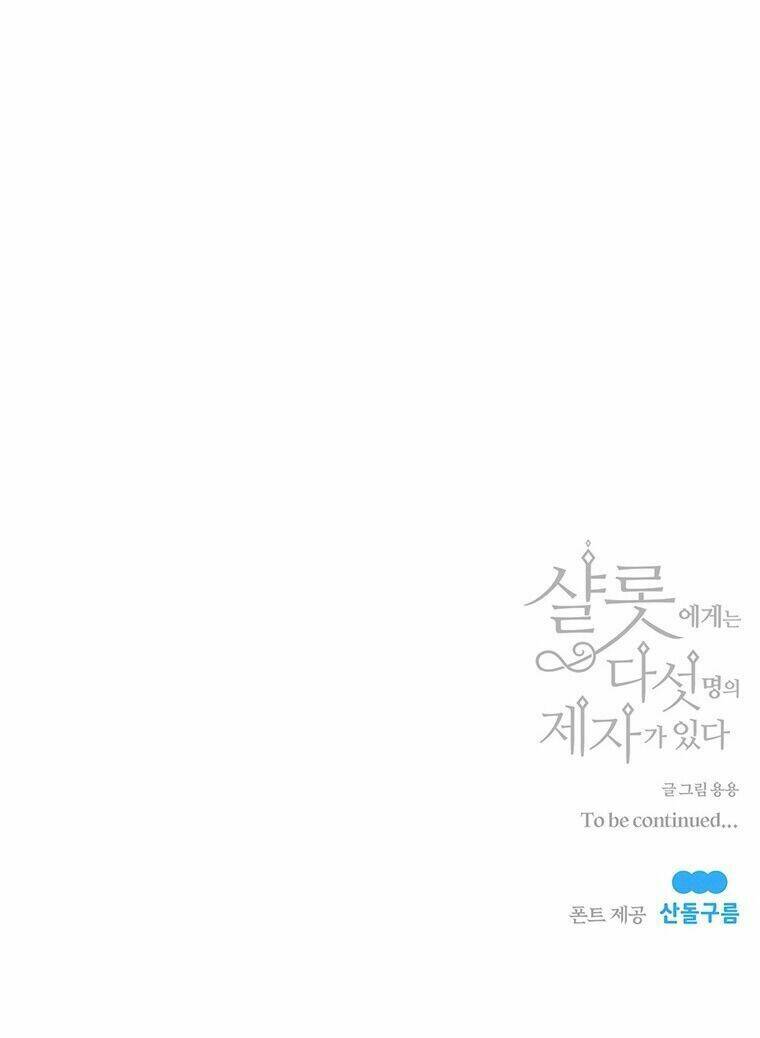 샬롯에게는
다섯명의
제자가 있다
글 그림 용용
To be continued...
폰트 제공 산돌구름